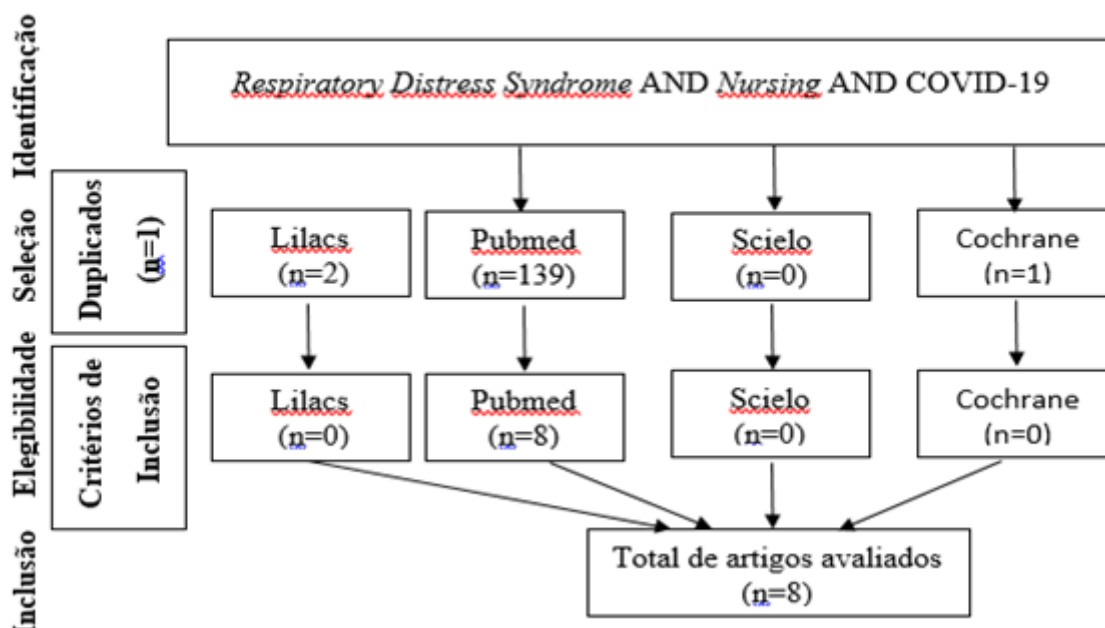 Identificação
Respiratory Distress Syndrome AND Nursing AND COVID-19
Seleção
Duplicados
(n=1)
Lilacs
(n=2)
Pubmed
(n=139)
Scielo
(n=0)
Cochrane
(n=1)
Elegibilidade
Critérios de
Inclusão
Lilacs
(n=0)
Pubmed
(n=8)
Scielo
(n=0)
Cochrane
(n=0)
Inclusão
Total de artigos avaliados
(n=8)